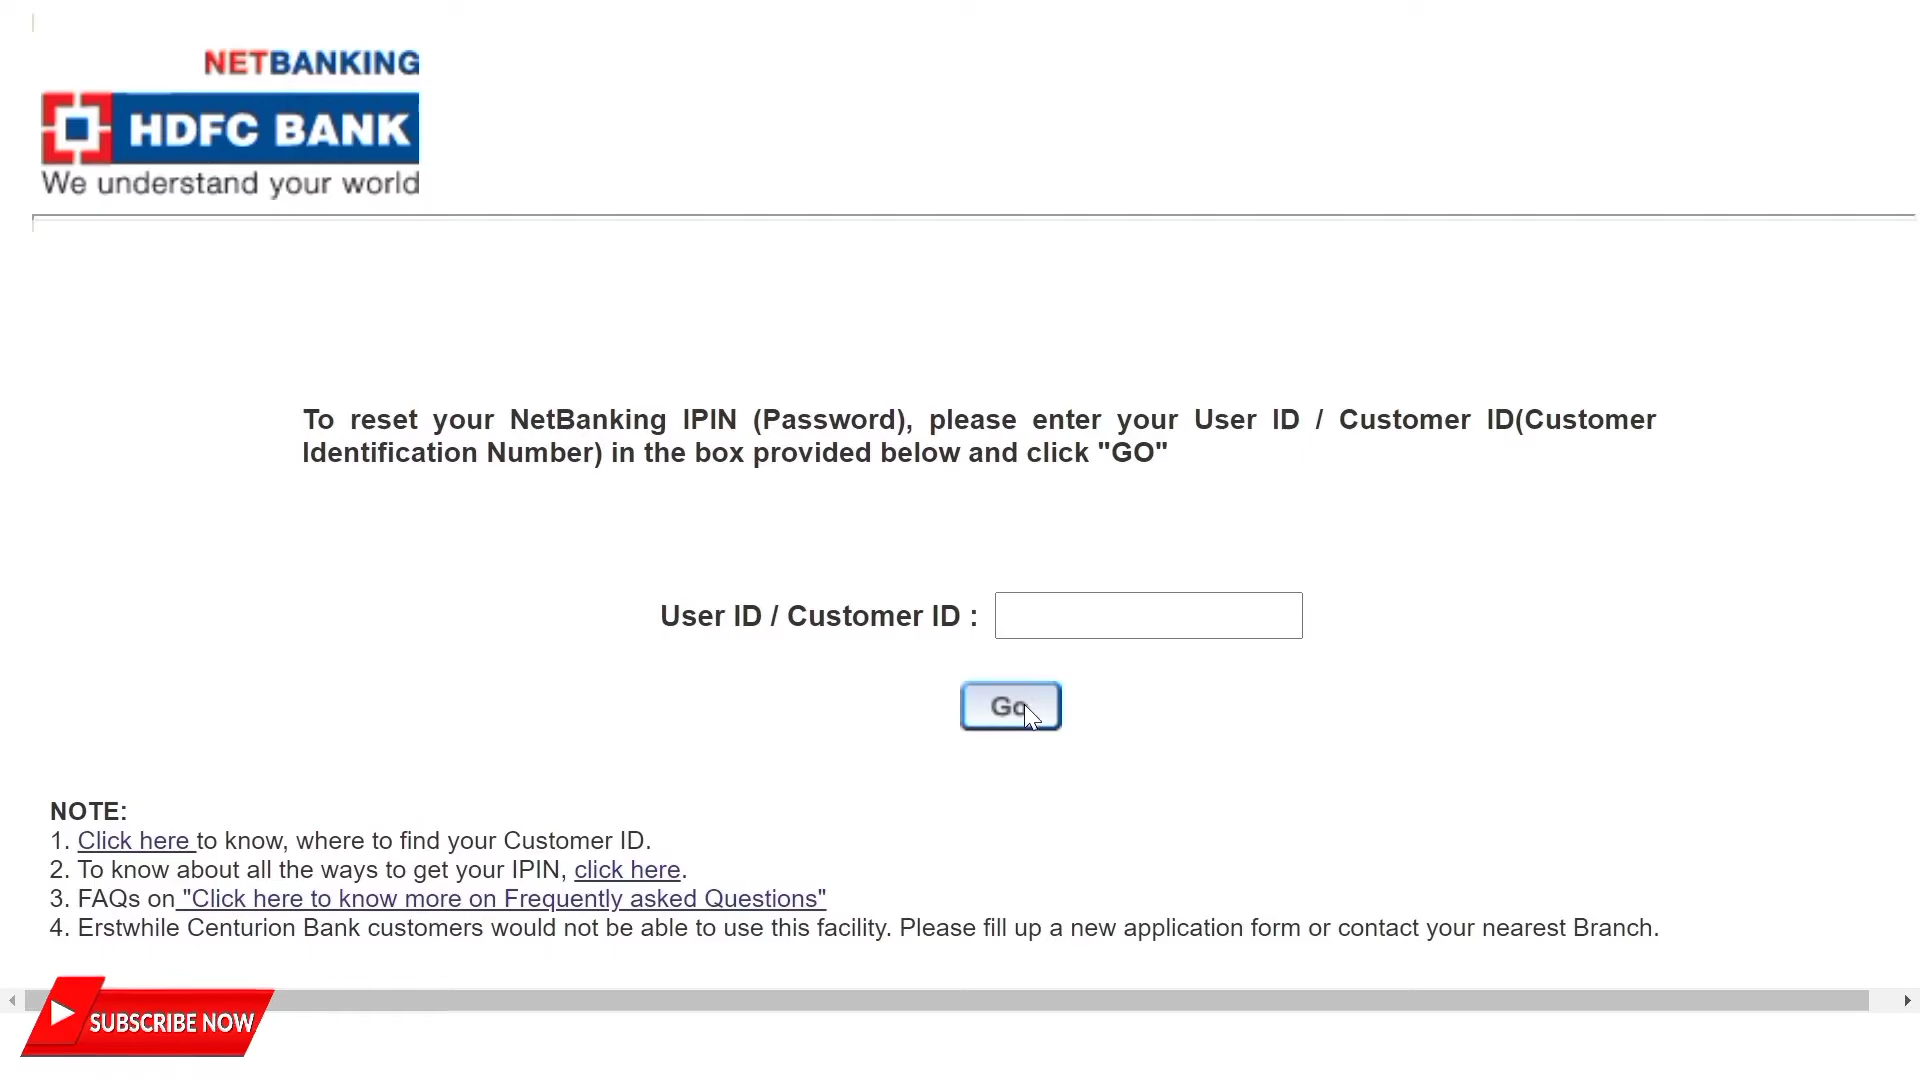 NETBANKING
HDFC BANK
We understand your world
To reset your NetBanking IPIN (Password), please enter your User ID / Customer ID(Customer
Identification Number) in the box provided below and click "GO"
User ID / Customer ID :
Go
NOTE:
1. Click here to know, where to find your Customer ID.
2. To know about all the ways to get your IPIN, click here.
3. FAQs on "Click here to know more on Frequently asked Questions"
4. Erstwhile Centurion Bank customers would not be able to use this facility. Please fill up a new application form or contact your nearest Branch.
SUBSCRIBE NOW